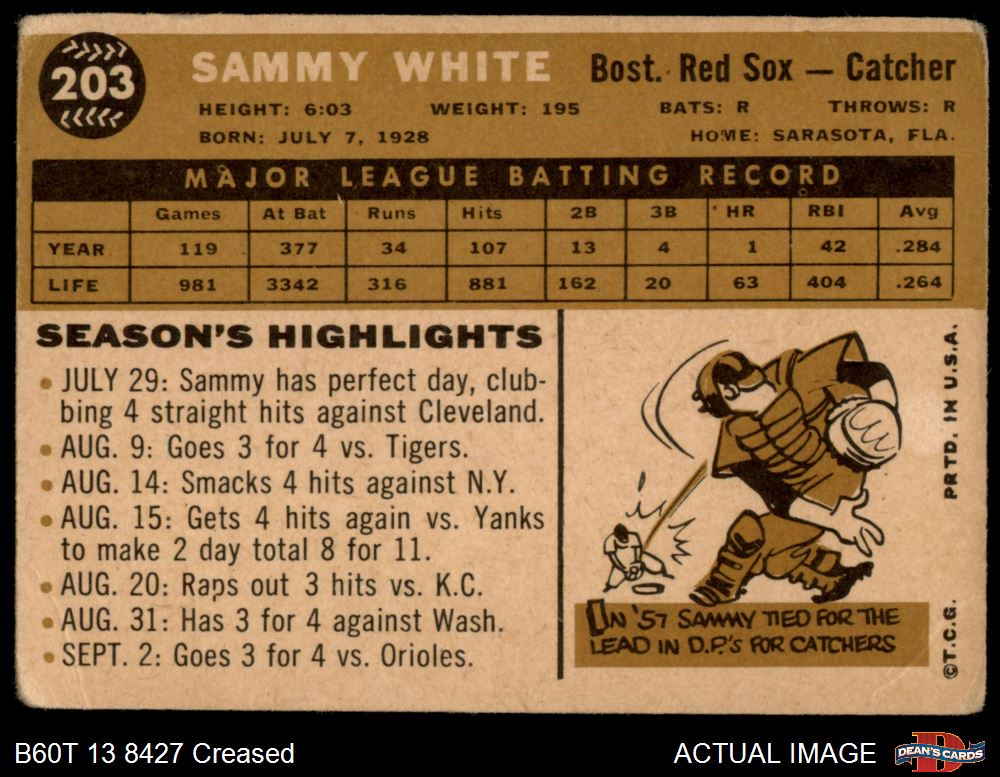 203
SAMMY WHITE
Bost. Red Sox — Catcher
HEIGHT: 6:03 WEIGHT: 195 BATS: R THROWS: R
BORN: JULY 7, 1928 HOME: SARASOTA, FLA.
MAJOR LEAGUE BATTING RECORD
Games At Bat Runs Hits 2B 3B HR RBI Avg
YEAR 119 377 34 107 13 4 1 42 .284
LIFE 981 3342 316 881 162 20 63 404 .264
SEASON'S HIGHLIGHTS
• JULY 29: Sammy has perfect day, club-
bing 4 straight hits against Cleveland.
• AUG. 9: Goes 3 for 4 vs. Tigers.
• AUG. 14: Smacks 4 hits against N.Y.
• AUG. 15: Gets 4 hits again vs. Yanks
to make 2 day total 8 for 11.
• AUG. 20: Raps out 3 hits vs. K.C.
• AUG. 31: Has 3 for 4 against Wash.
• SEPT. 2: Goes 3 for 4 vs. Orioles.
IN '57 SAMMY TIED FOR THE
LEAD IN D.P.'S FOR CATCHERS
©T.C.G. PRTD. IN U.S.A.
B60T 13 8427 Creased
ACTUAL IMAGE
DEAN'S CARDS